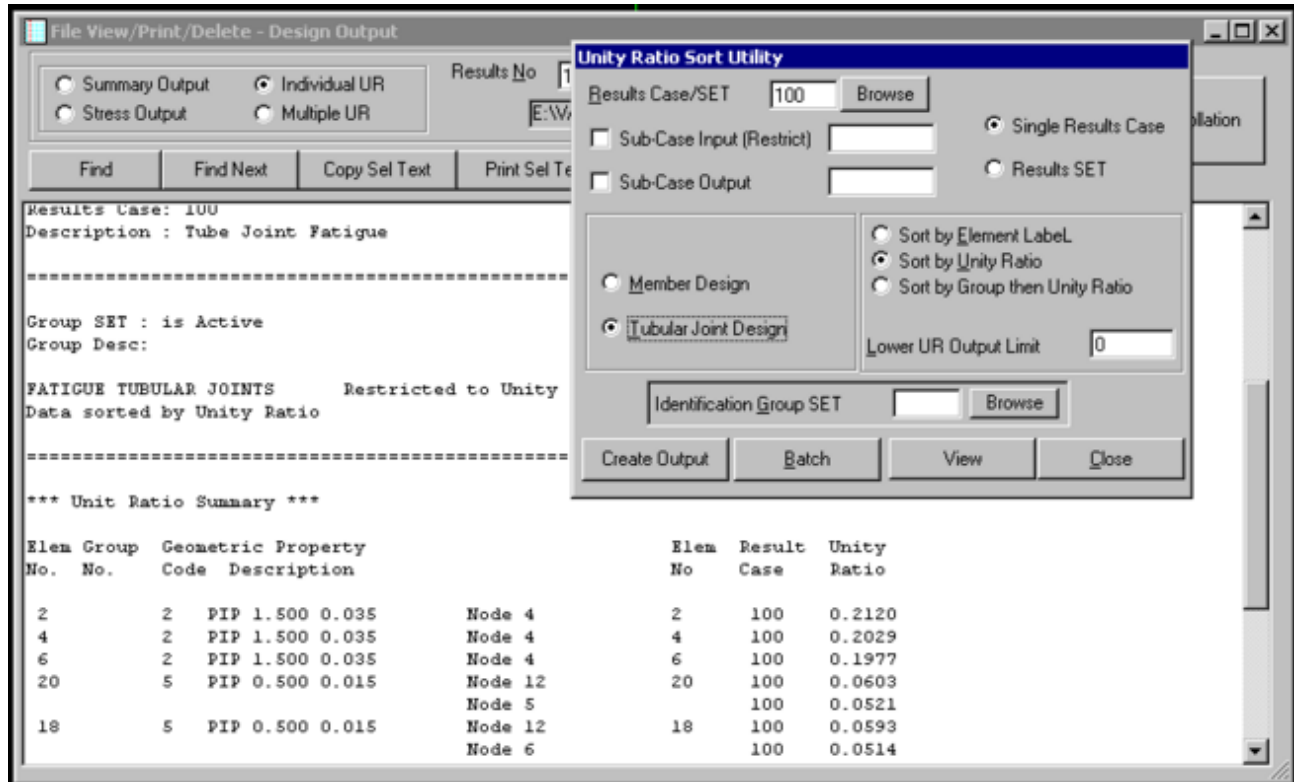 File View/Print/Delete - Design Output
Summary Output
Individual UR
Stress Output
Multiple UR
Results No
E:\
Find
Find Next
Copy Sel Text
Print Sel
Unity Ratio Sort Utility
Results Case/SET 100 Browse
Sub-Case Input (Restrict)
Sub-Case Output
Single Results Case
Results SET
Member Design
Tubular Joint Design
Sort by Element LabeL
Sort by Unity Ratio
Sort by Group then Unity Ratio
Lower UR Output Limit 0
Identification Group SET Browse
Create Output Batch View Close
Results Case: 100
Description : Tube Joint Fatigue
Group SET : is Active
Group Desc:
FATIGUE TUBULAR JOINTS Restricted to Unity
Data sorted by Unity Ratio
*** Unit Ratio Summary ***
Elem Group Geometric Property Elem Result Unity
No. No. Code Description No Case Ratio
2 2 PIP 1.500 0.035 Node 4 2 100 0.2120
4 2 PIP 1.500 0.035 Node 4 4 100 0.2029
6 2 PIP 1.500 0.035 Node 4 6 100 0.1977
20 5 PIP 0.500 0.015 Node 12 20 100 0.0603
Node 5 100 0.0521
18 5 PIP 0.500 0.015 Node 12 18 100 0.0593
Node 6 100 0.0514